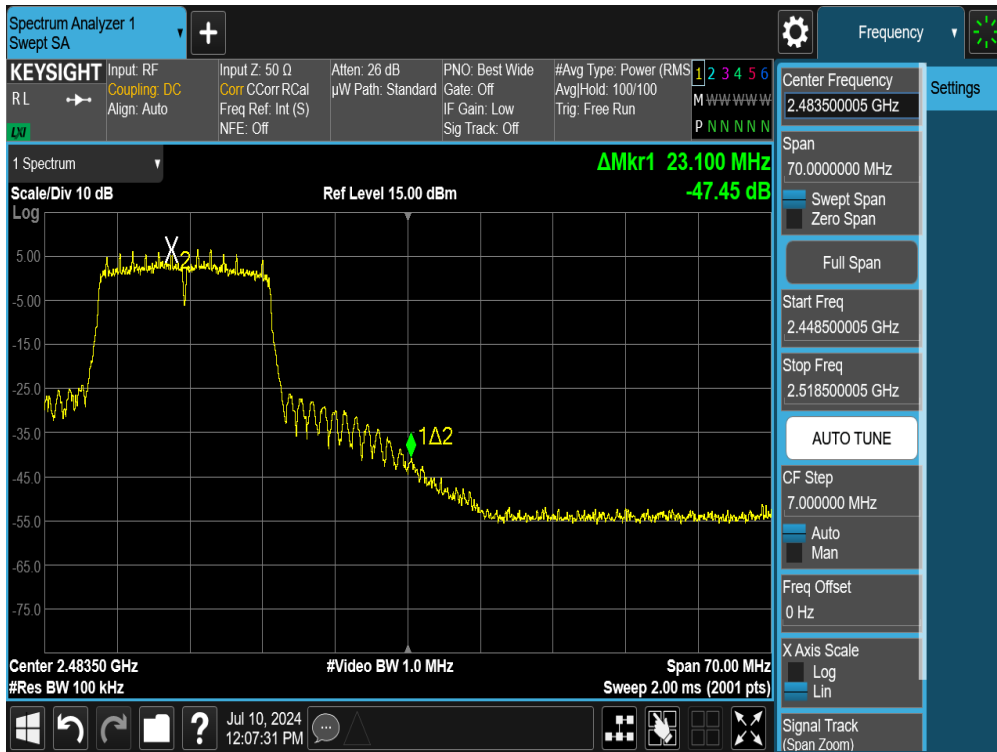 Spectrum Analyzer 1
Swept SA
+
Frequency
KEYSIGHT
RL
LXI
Input: RF
Coupling: DC
Align: Auto
Input Z: 50 Ω
Corr CCorr RCal
Freq Ref: Int (S)
NFE: Off
Atten: 26 dB
µW Path: Standard
PNO: Best Wide
Gate: Off
IF Gain: Low
Sig Track: Off
#Avg Type: Power (RMS
Avg|Hold: 100/100
Trig: Free Run
1 2 3 4 5 6
M W W W W W
P N N N N N
1 Spectrum
ΔMkr1 23.100 MHz
-47.45 dB
Scale/Div 10 dB
Ref Level 15.00 dBm
Log
5.00
-5.00
-15.0
-25.0
-35.0
-45.0
-55.0
-65.0
-75.0
X2
1Δ2
Center 2.48350 GHz
#Video BW 1.0 MHz
Span 70.00 MHz
#Res BW 100 kHz
Sweep 2.00 ms (2001 pts)
Jul 10, 2024
12:07:31 PM
?
Center Frequency
2.483500005 GHz
Settings
Span
70.0000000 MHz
Swept Span
Zero Span
Full Span
Start Freq
2.448500005 GHz
Stop Freq
2.518500005 GHz
AUTO TUNE
CF Step
7.000000 MHz
Auto
Man
Freq Offset
0 Hz
X Axis Scale
Log
Lin
Signal Track
(Span Zoom)